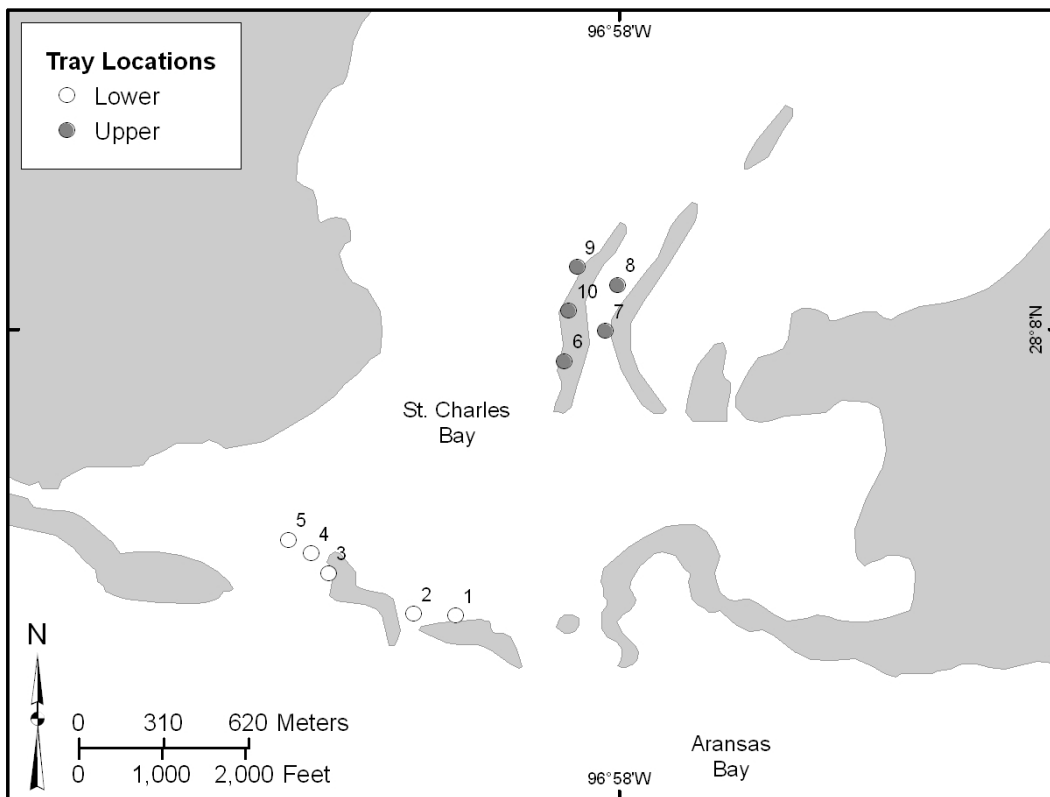 96°58'W
Tray Locations
Lower
Upper
9
8
10
7
28°8'N
6
St. Charles
Bay
5
4
3
2
1
N
0 310 620 Meters
0 1,000 2,000 Feet
Aransas
Bay
96°58'W